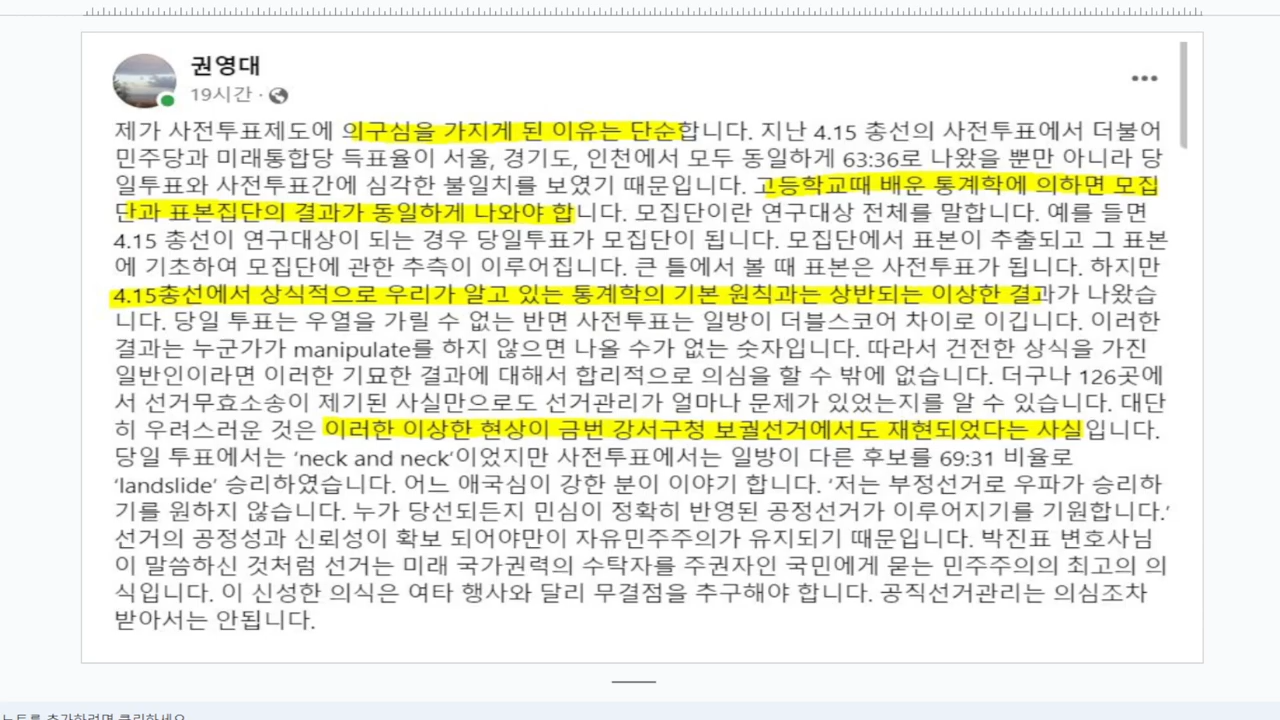 권영대
19시간 ·
제가 사전투표제도에 의구심을 가지게 된 이유는 단순합니다. 지난 4.15 총선의 사전투표에서 더불어
민주당과 미래통합당 득표율이 서울, 경기도, 인천에서 모두 동일하게 63:36로 나왔을 뿐만 아니라 당
일투표와 사전투표간에 심각한 불일치를 보였기 때문입니다. 고등학교때 배운 통계학에 의하면 모집
단과 표본집단의 결과가 동일하게 나와야 합니다. 모집단이란 연구대상 전체를 말합니다. 예를 들면
4.15 총선이 연구대상이 되는 경우 당일투표가 모집단이 됩니다. 모집단에서 표본이 추출되고 그 표본
에 기초하여 모집단에 관한 추측이 이루어집니다. 큰 틀에서 볼 때 표본은 사전투표가 됩니다. 하지만
4.15총선에서 상식적으로 우리가 알고 있는 통계학의 기본 원칙과는 상반되는 이상한 결과가 나왔습
니다. 당일 투표는 우열을 가릴 수 없는 반면 사전투표는 일방이 더블스코어 차이로 이깁니다. 이러한
결과는 누군가가 manipulate를 하지 않으면 나올 수가 없는 숫자입니다. 따라서 건전한 상식을 가진
일반인이라면 이러한 기묘한 결과에 대해서 합리적으로 의심을 할 수 밖에 없습니다. 더구나 126곳에
서 선거무효소송이 제기된 사실만으로도 선거관리가 얼마나 문제가 있었는지를 알 수 있습니다. 대단
히 우려스러운 것은 이러한 이상한 현상이 금번 강서구청 보궐선거에서도 재현되었다는 사실입니다.
당일 투표에서는 ‘neck and neck’이었지만 사전투표에서는 일방이 다른 후보를 69:31 비율로
‘landslide’ 승리하였습니다. 어느 애국심이 강한 분이 이야기 합니다. ‘저는 부정선거로 우파가 승리하
기를 원하지 않습니다. 누가 당선되든지 민심이 정확히 반영된 공정선거가 이루어지기를 기원합니다.’
선거의 공정성과 신뢰성이 확보 되어야만이 자유민주주의가 유지되기 때문입니다. 박진표 변호사님
이 말씀하신 것처럼 선거는 미래 국가권력의 수탁자를 주권자인 국민에게 묻는 민주주의의 최고의 의
식입니다. 이 신성한 의식은 여타 행사와 달리 무결점을 추구해야 합니다. 공직선거관리는 의심조차
받아서는 안됩니다.
노트를 추가하려면 클릭하세요